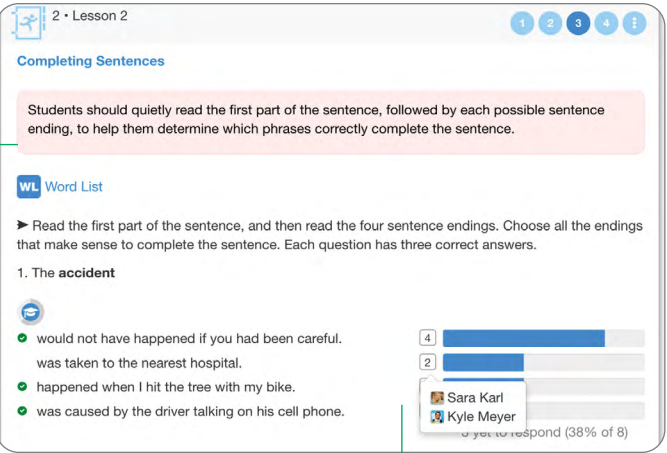 2 • Lesson 2
1 2 3 4
Completing Sentences
Students should quietly read the first part of the sentence, followed by each possible sentence
ending, to help them determine which phrases correctly complete the sentence.
WL Word List
➤ Read the first part of the sentence, and then read the four sentence endings. Choose all the endings
that make sense to complete the sentence. Each question has three correct answers.
1. The accident
would not have happened if you had been careful. 4
was taken to the nearest hospital. 2
happened when I hit the tree with my bike.
Sara Karl
was caused by the driver talking on his cell phone.
Kyle Meyer
yet to respond (38% of 8)